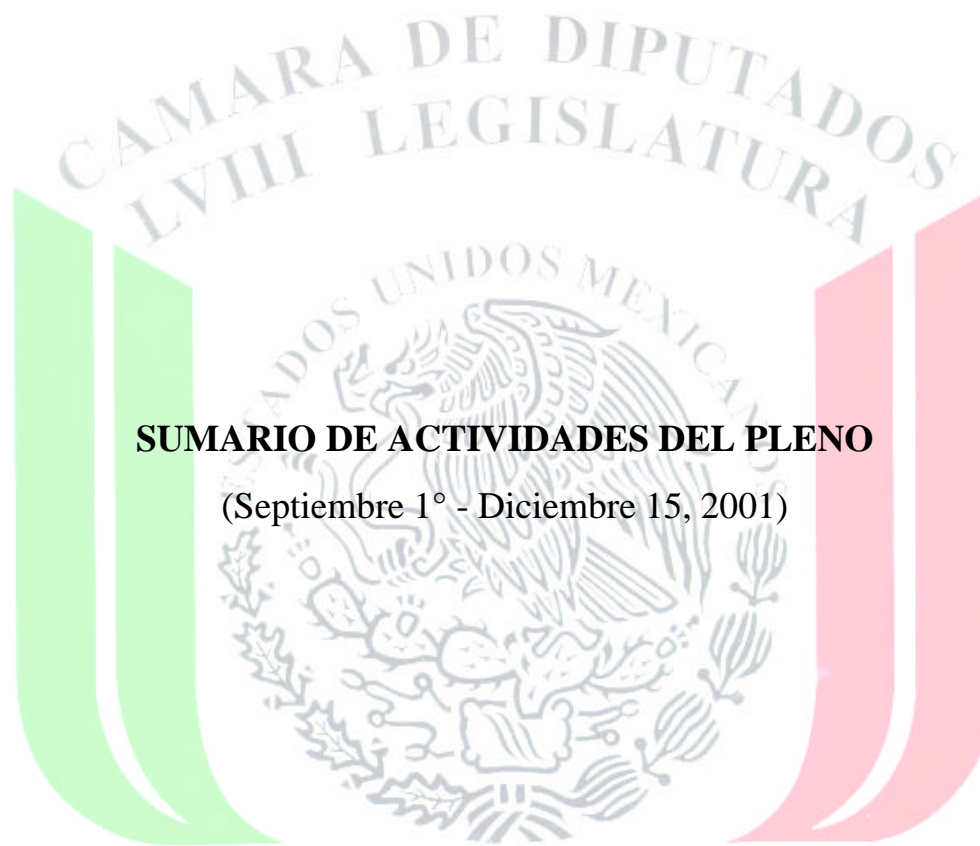 CAMARA DE DIPUTADOS
LVIII LEGISLATURA
ESTADOS UNIDOS MEXICANOS
SUMARIO DE ACTIVIDADES DEL PLENO
(Septiembre 1° - Diciembre 15, 2001)